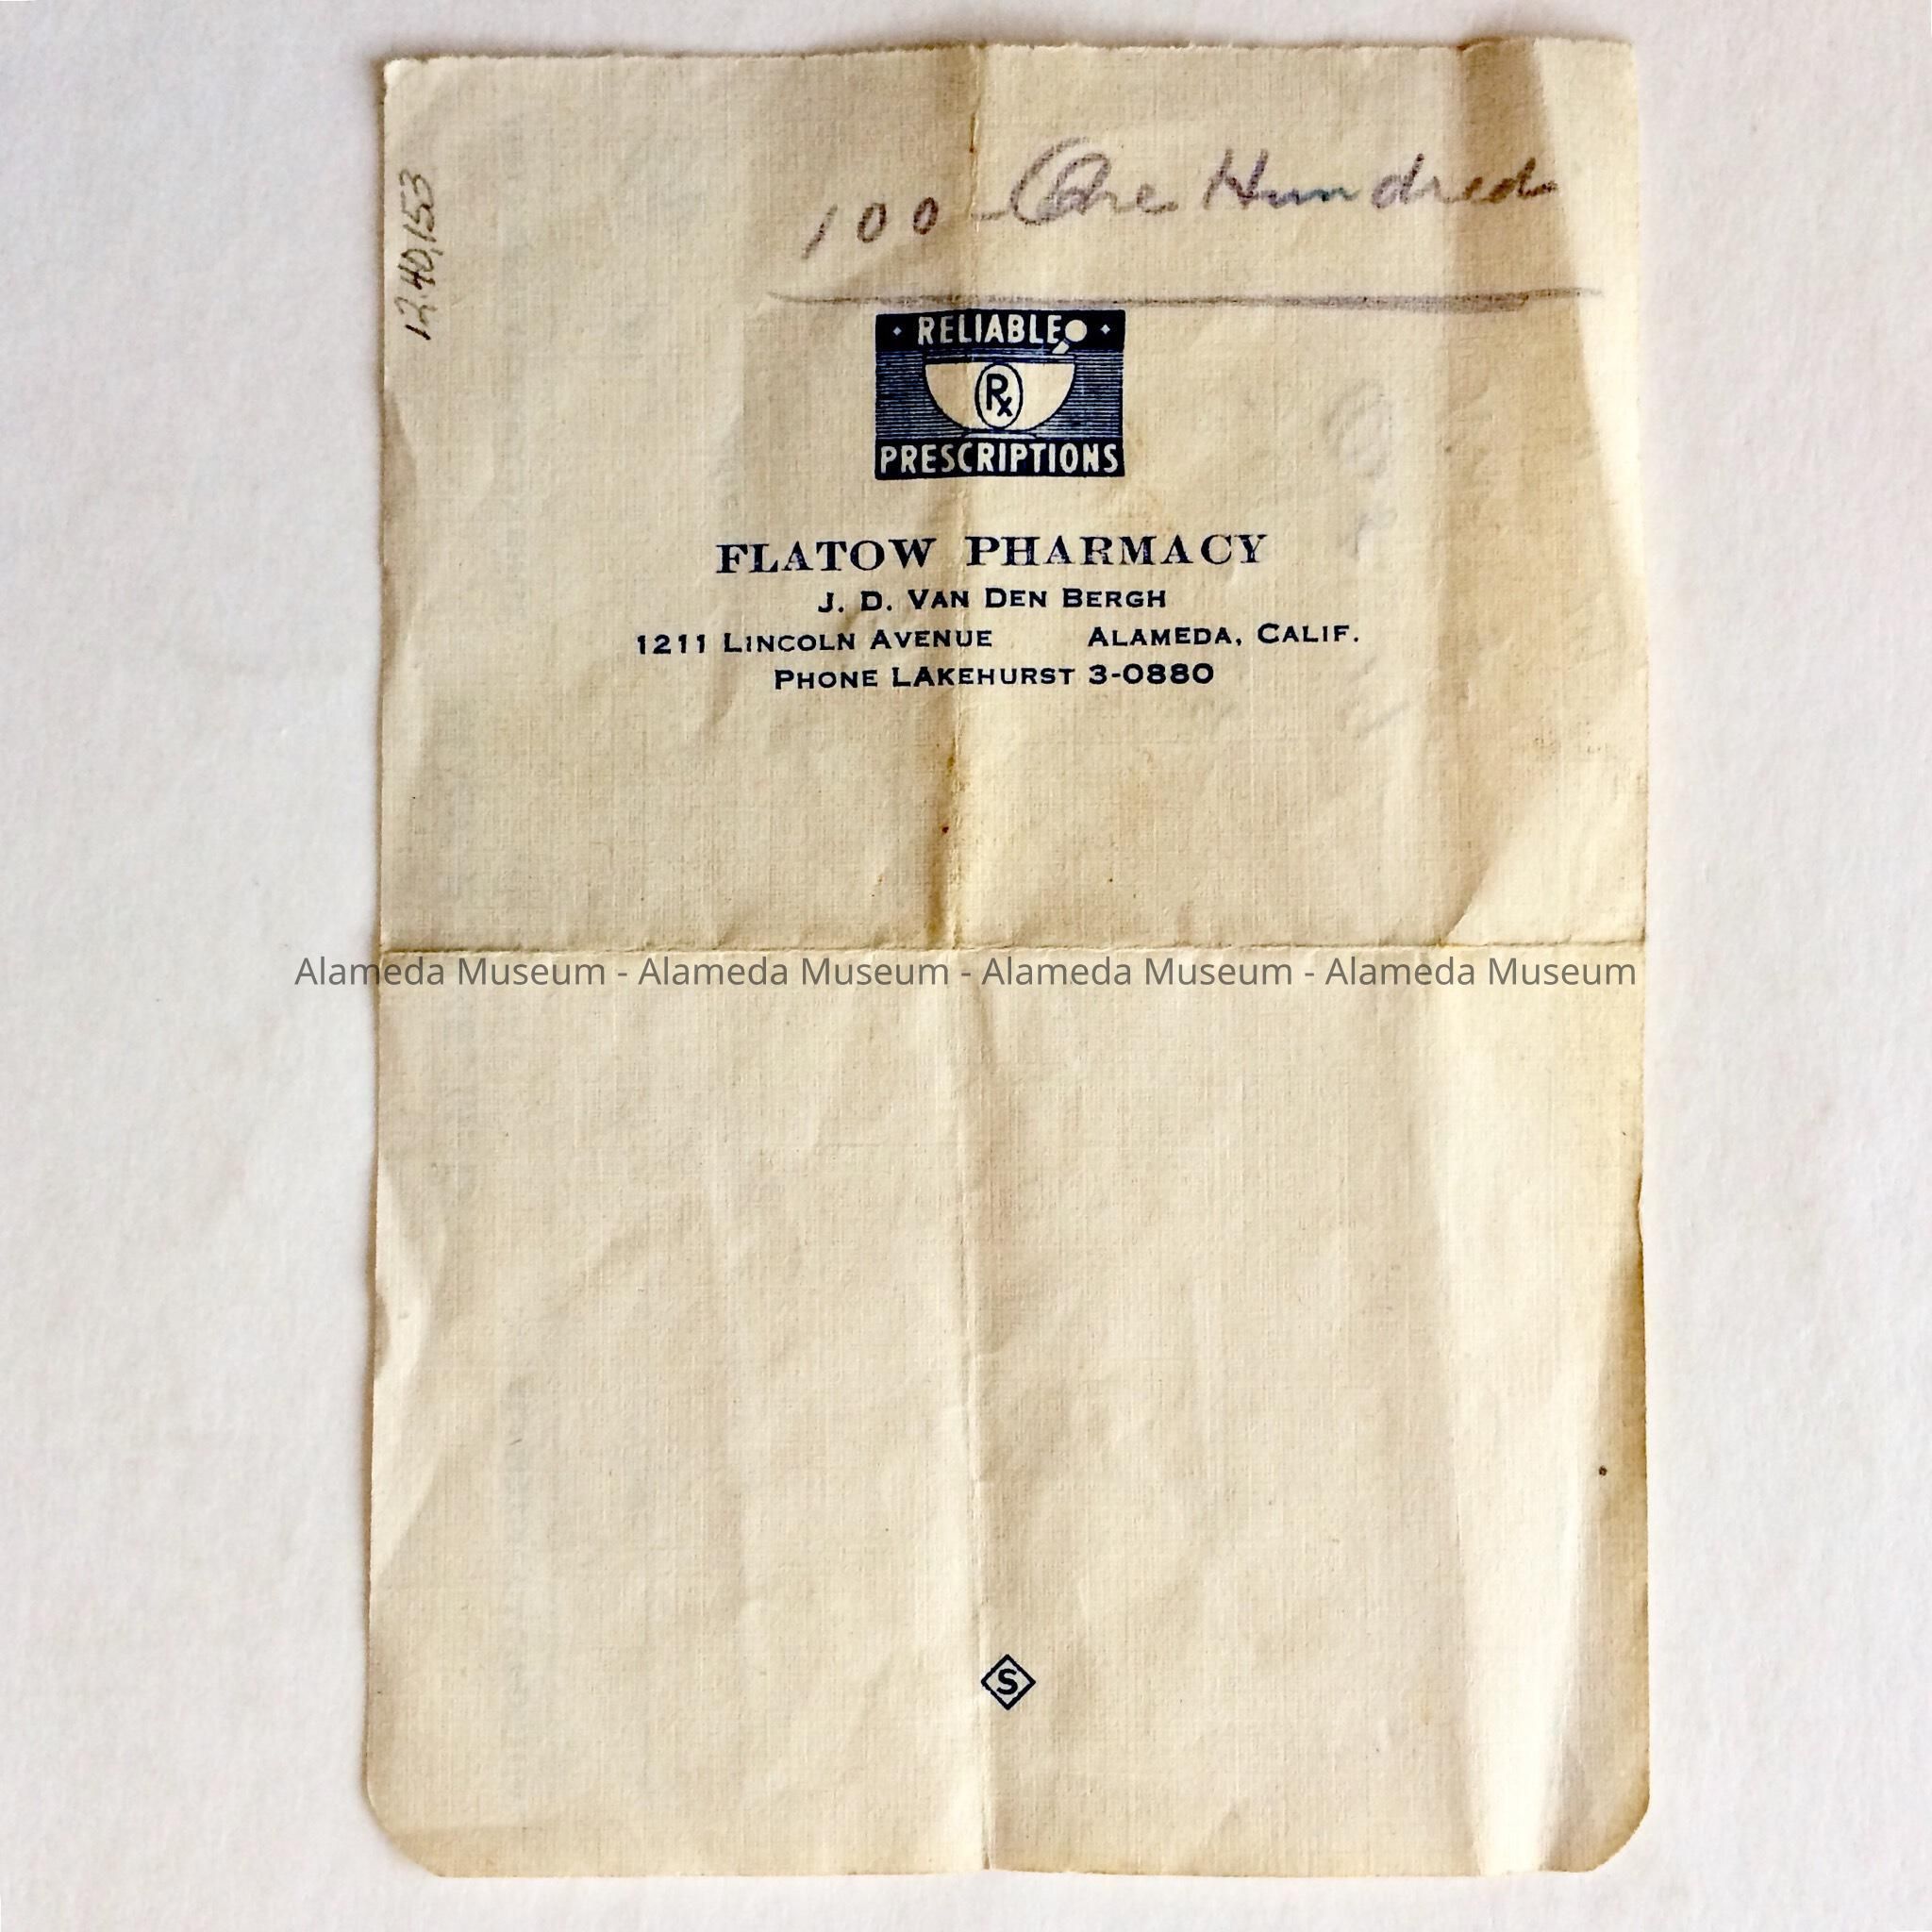 12.40.153
100 - One Hundred
RELIABLE
Rx
PRESCRIPTIONS
FLATOW PHARMACY
J. D. VAN DEN BERGH
1211 LINCOLN AVENUE ALAMEDA, CALIF.
PHONE LAKEHURST 3-0880
Alameda Museum - Alameda Museum - Alameda Museum - Alameda Museum
S